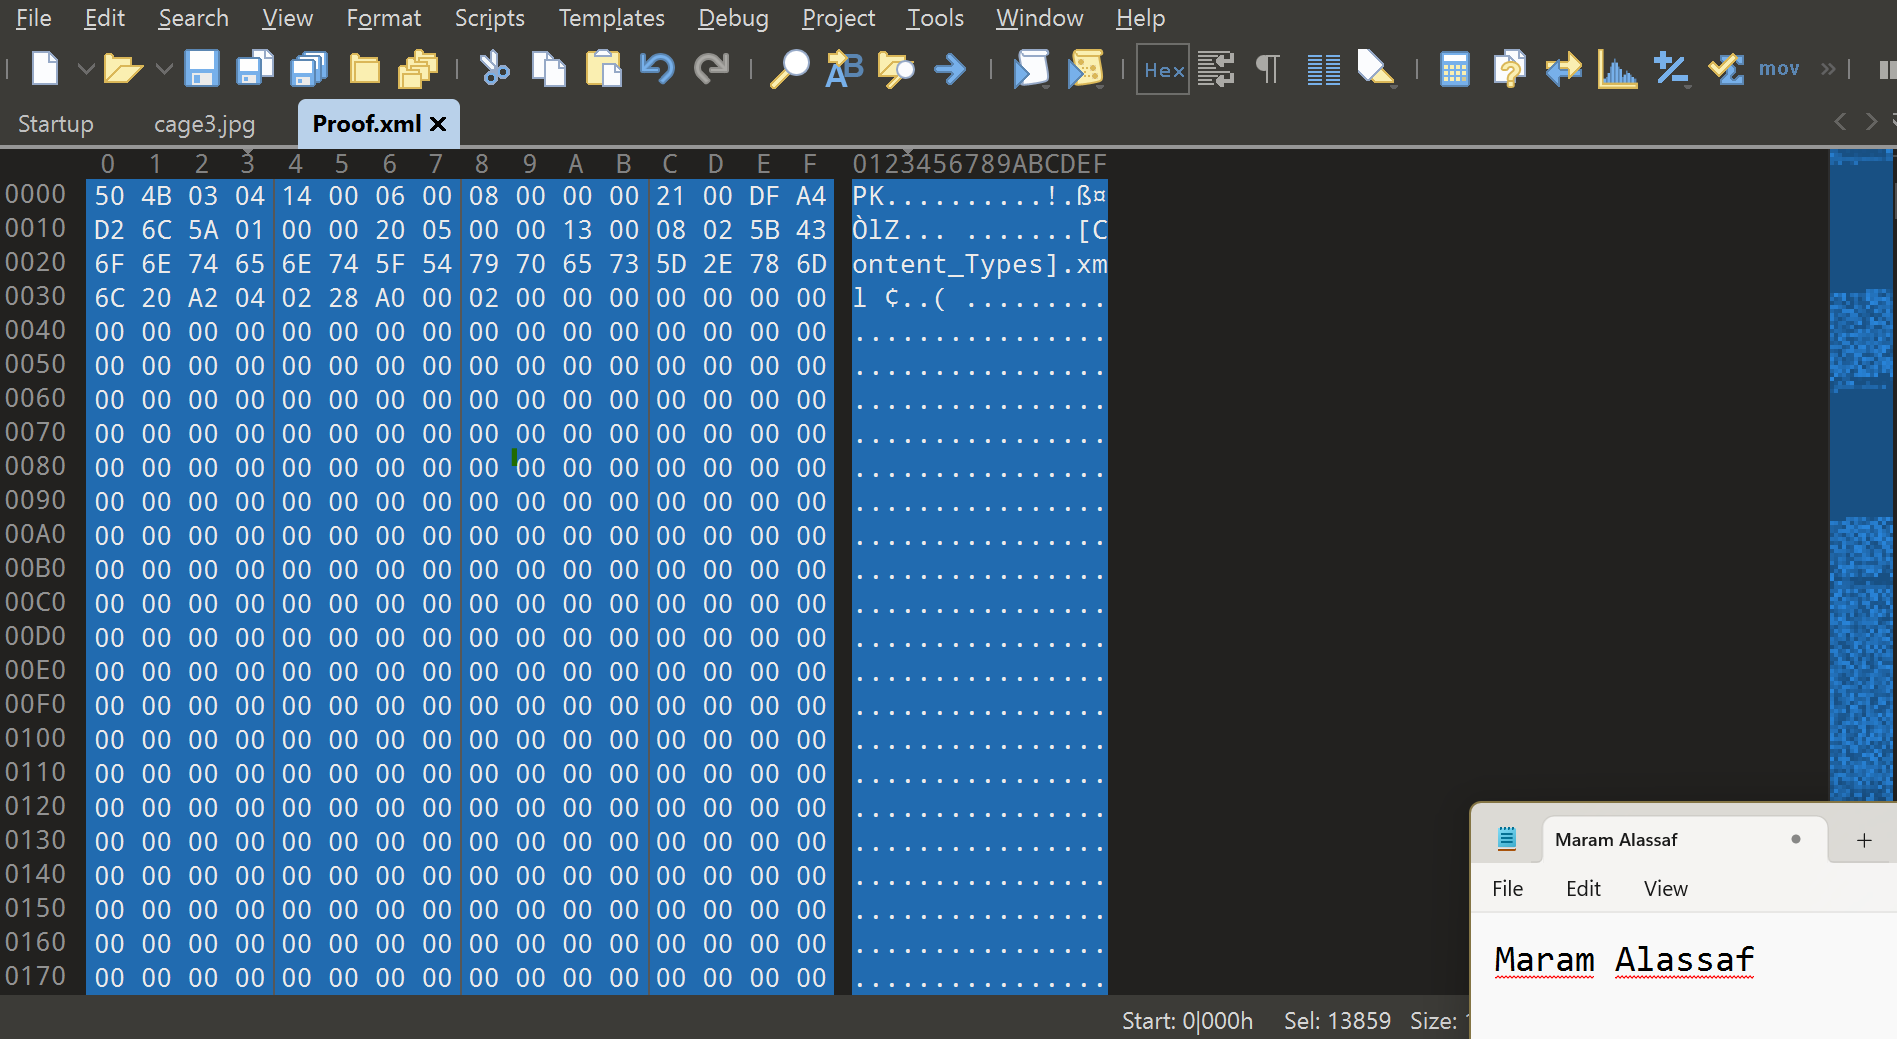 File Edit Search View Format Scripts Templates Debug Project Tools Window Help
Hex mov
Startup cage3.jpg Proof.xml
0 1 2 3 4 5 6 7 8 9 A B C D E F 0123456789ABCDEF
0000 50 4B 03 04 14 00 06 00 08 00 00 00 21 00 DF A4 PK..........!.ß¤
0010 D2 6C 5A 01 00 00 20 05 00 00 13 00 08 02 5B 43 ÒlZ... .......[C
0020 6F 6E 74 65 6E 74 5F 54 79 70 65 73 5D 2E 78 6D ontent_Types].xm
0030 6C 20 A2 04 02 28 A0 00 02 00 00 00 00 00 00 00 l ¢..( .........
0040 00 00 00 00 00 00 00 00 00 00 00 00 00 00 00 00 ................
0050 00 00 00 00 00 00 00 00 00 00 00 00 00 00 00 00 ................
0060 00 00 00 00 00 00 00 00 00 00 00 00 00 00 00 00 ................
0070 00 00 00 00 00 00 00 00 00 00 00 00 00 00 00 00 ................
0080 00 00 00 00 00 00 00 00 00 00 00 00 00 00 00 00 ................
0090 00 00 00 00 00 00 00 00 00 00 00 00 00 00 00 00 ................
00A0 00 00 00 00 00 00 00 00 00 00 00 00 00 00 00 00 ................
00B0 00 00 00 00 00 00 00 00 00 00 00 00 00 00 00 00 ................
00C0 00 00 00 00 00 00 00 00 00 00 00 00 00 00 00 00 ................
00D0 00 00 00 00 00 00 00 00 00 00 00 00 00 00 00 00 ................
00E0 00 00 00 00 00 00 00 00 00 00 00 00 00 00 00 00 ................
00F0 00 00 00 00 00 00 00 00 00 00 00 00 00 00 00 00 ................
0100 00 00 00 00 00 00 00 00 00 00 00 00 00 00 00 00 ................
0110 00 00 00 00 00 00 00 00 00 00 00 00 00 00 00 00 ................
0120 00 00 00 00 00 00 00 00 00 00 00 00 00 00 00 00 ................
0130 00 00 00 00 00 00 00 00 00 00 00 00 00 00 00 00 ................
0140 00 00 00 00 00 00 00 00 00 00 00 00 00 00 00 00 ................
0150 00 00 00 00 00 00 00 00 00 00 00 00 00 00 00 00 ................
0160 00 00 00 00 00 00 00 00 00 00 00 00 00 00 00 00 ................
0170 00 00 00 00 00 00 00 00 00 00 00 00 00 00 00 00 ................
Start: 0|000h Sel: 13859 Size:
Maram Alassaf
File Edit View
Maram Alassaf